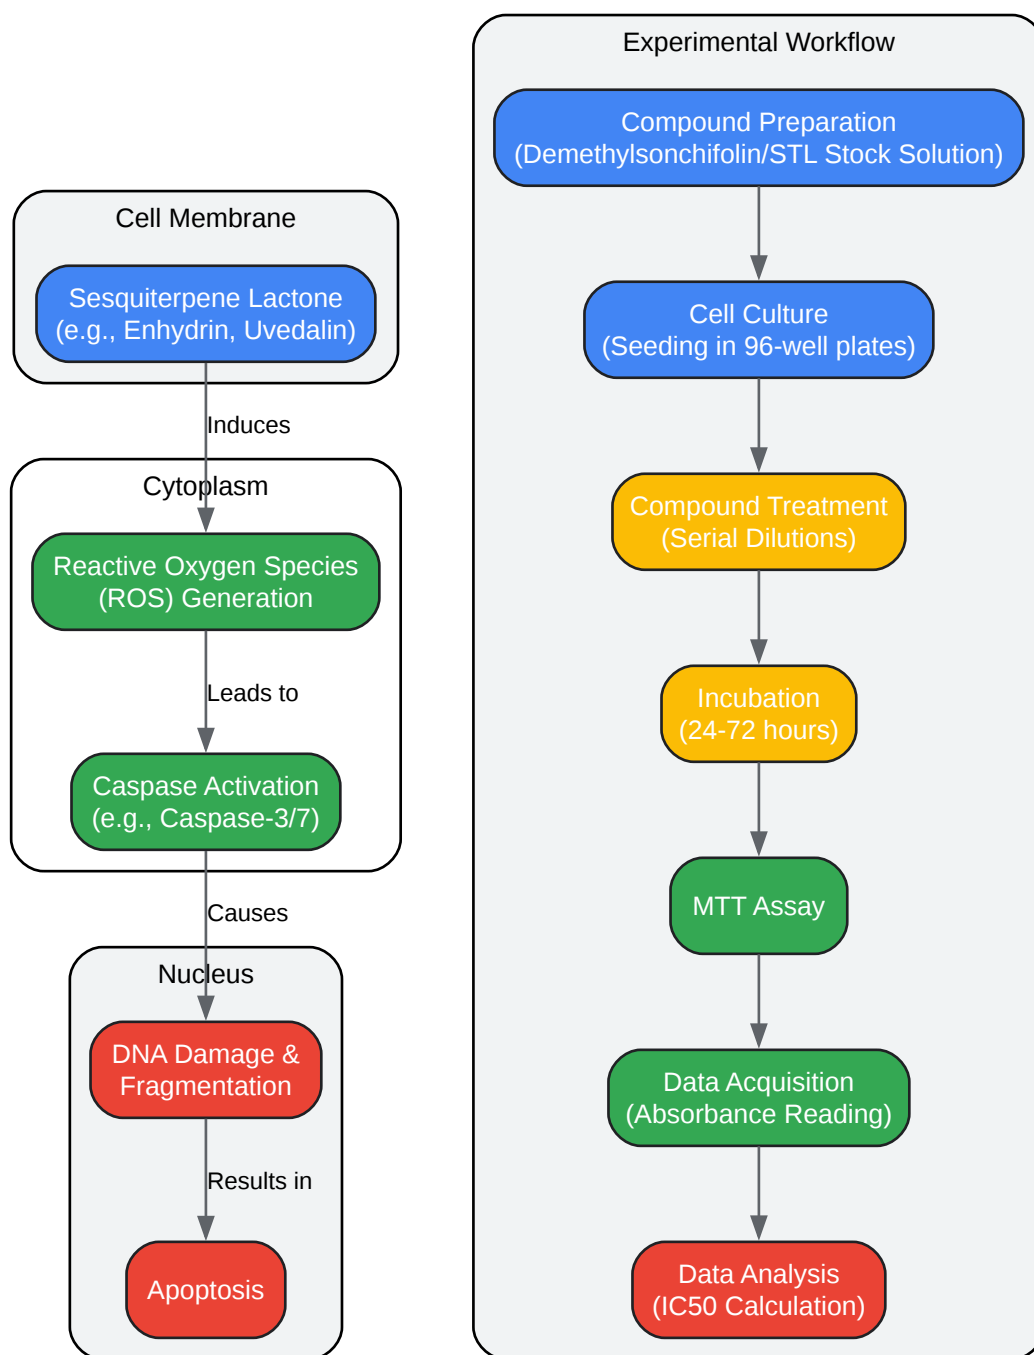 Cell Membrane
Sesquiterpene Lactone
(e.g., Enhydrin, Uvedalin)
Induces
Cytoplasm
Reactive Oxygen Species
(ROS) Generation
Leads to
Caspase Activation
(e.g., Caspase-3/7)
Causes
Nucleus
DNA Damage &
Fragmentation
Results in
Apoptosis
Experimental Workflow
Compound Preparation
(Demethylsonchifolin/STL Stock Solution)
Cell Culture
(Seeding in 96-well plates)
Compound Treatment
(Serial Dilutions)
Incubation
(24-72 hours)
MTT Assay
Data Acquisition
(Absorbance Reading)
Data Analysis
(IC50 Calculation)